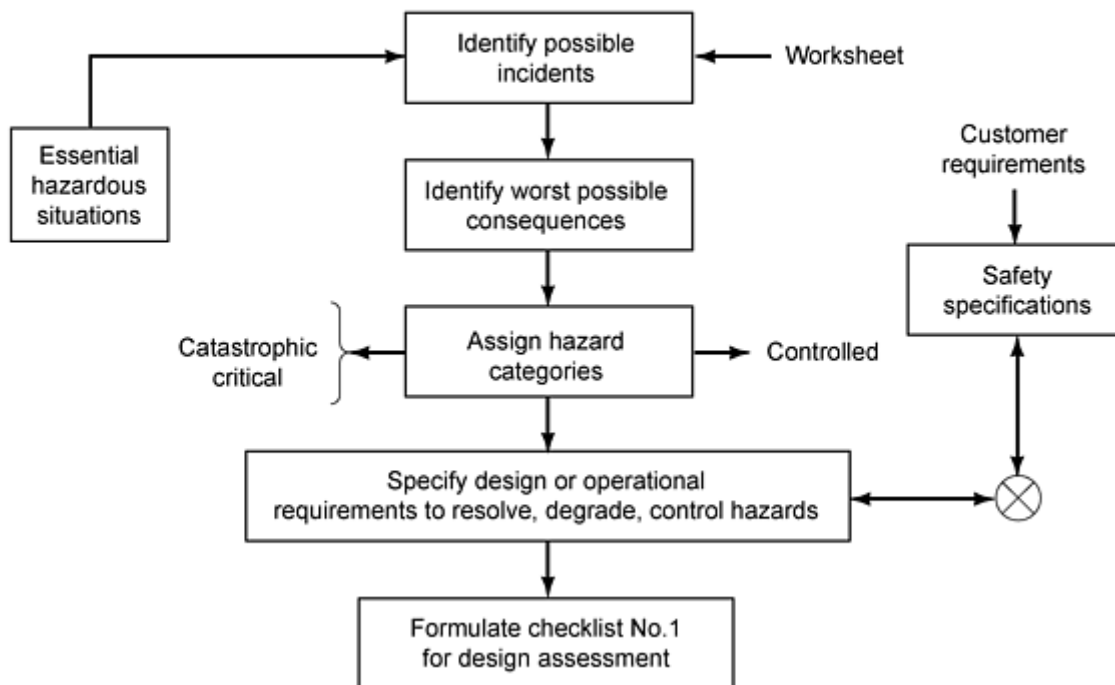 Identify possible
incidents
Worksheet
Essential
hazardous
situations
Customer
requirements
Identify worst possible
consequences
Safety
specifications
Catastrophic
critical
Assign hazard
categories
Controlled
Specify design or operational
requirements to resolve, degrade, control hazards
Formulate checklist No.1
for design assessment